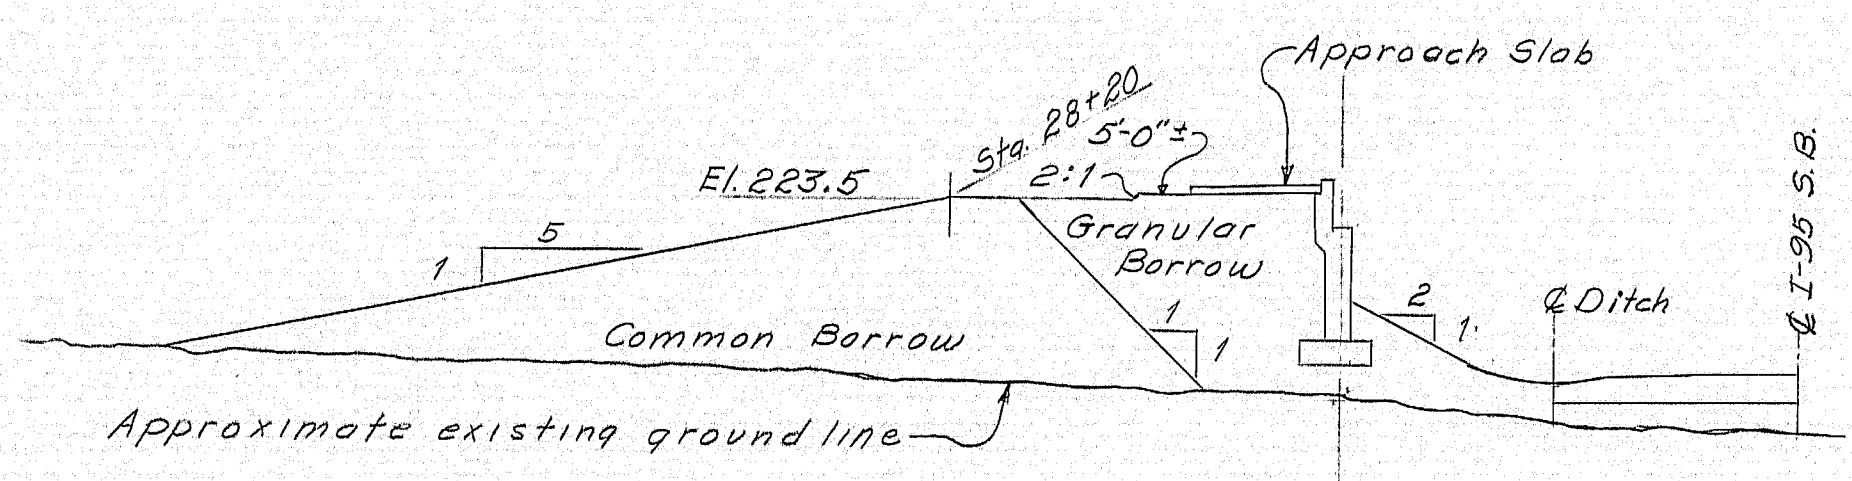 Approach Slab
Sta. 28+20
5'-0"±
2:1
El. 223.5
5
1
Granular
Borrow
Common Borrow
1
1
2
1
℄ Ditch
℄ I-95 S.B.
Approximate existing ground line